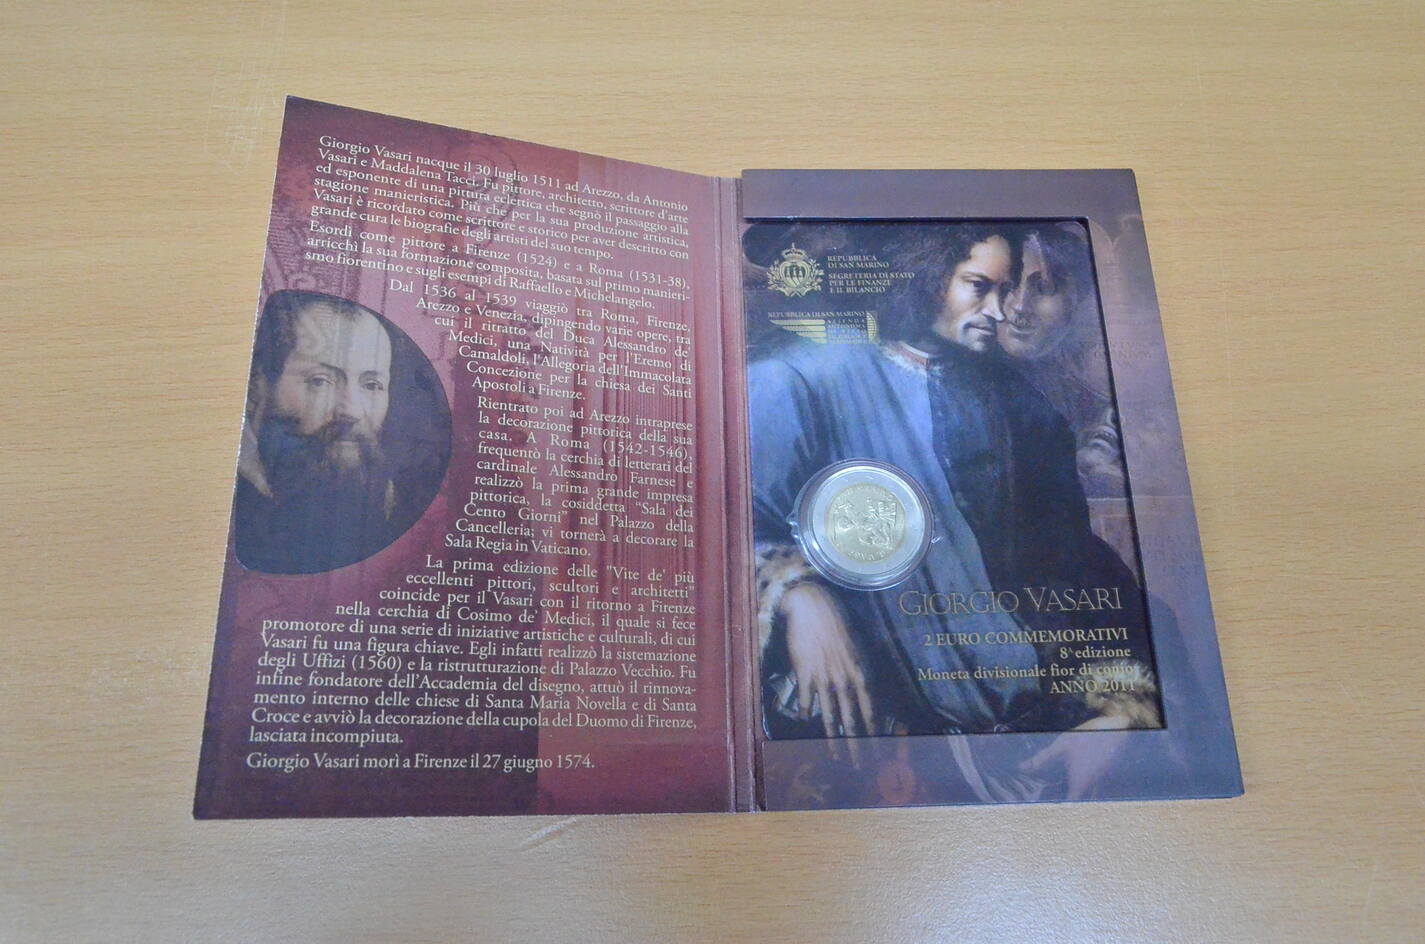 Giorgio Vasari nacque il 30 luglio 1511 ad Arezzo, da Antonio
Vasari e Maddalena Tacci. Fu pittore, architetto, scrittore d'arte
ed esponente di una pittura eclettica che segnò il passaggio alla
stagione manieristica. Più che per la sua produzione artistica,
Vasari è ricordato come scrittore e storico per aver descritto con
grande cura le biografie degli artisti del suo tempo.
Esordì come pittore a Firenze (1524) e a Roma (1531-38),
arricchì la sua formazione composita, basata sul primo manieri-
smo fiorentino e sugli esempi di Raffaello e Michelangelo.
Dal 1536 al 1539 viaggiò tra Roma, Firenze,
Arezzo e Venezia, dipingendo varie opere, tra
cui il ritratto del Duca Alessandro de'
Medici, una Natività per l'Eremo di
Camaldoli, l'Allegoria dell'Immacolata
Concezione per la chiesa dei Santi
Apostoli a Firenze.
Rientrato poi ad Arezzo intraprese
la decorazione pittorica della sua
casa. A Roma (1542-1546),
frequentò la cerchia di letterati del
cardinale Alessandro Farnese e
realizzò la prima grande impresa
pittorica, la cosiddetta "Sala dei
Cento Giorni" nel Palazzo della
Cancelleria; vi tornerà a decorare la
Sala Regia in Vaticano.
La prima edizione delle "Vite de' più
eccellenti pittori, scultori e architetti"
coincide per il Vasari con il ritorno a Firenze
nella cerchia di Cosimo de' Medici, il quale si fece
promotore di una serie di iniziative artistiche e culturali, di cui
Vasari fu una figura chiave. Egli infatti realizzò la sistemazione
degli Uffizi (1560) e la ristrutturazione di Palazzo Vecchio. Fu
infine fondatore dell'Accademia del disegno, attuò il rinnova-
mento interno delle chiese di Santa Maria Novella e di Santa
Croce e avviò la decorazione della cupola del Duomo di Firenze,
lasciata incompiuta.
Giorgio Vasari morì a Firenze il 27 giugno 1574.
REPUBBLICA
DI SAN MARINO
SEGRETERIA DI STATO
PER LE FINANZE
E IL BILANCIO
REPUBBLICA DI SAN MARINO
AZIENDA
AUTONOMA
DI STATO
FILATELICA
NUMISMATICA
GIORGIO VASARI
2 EURO COMMEMORATIVI
8ª edizione
Moneta divisionale fior di conio
ANNO 2011